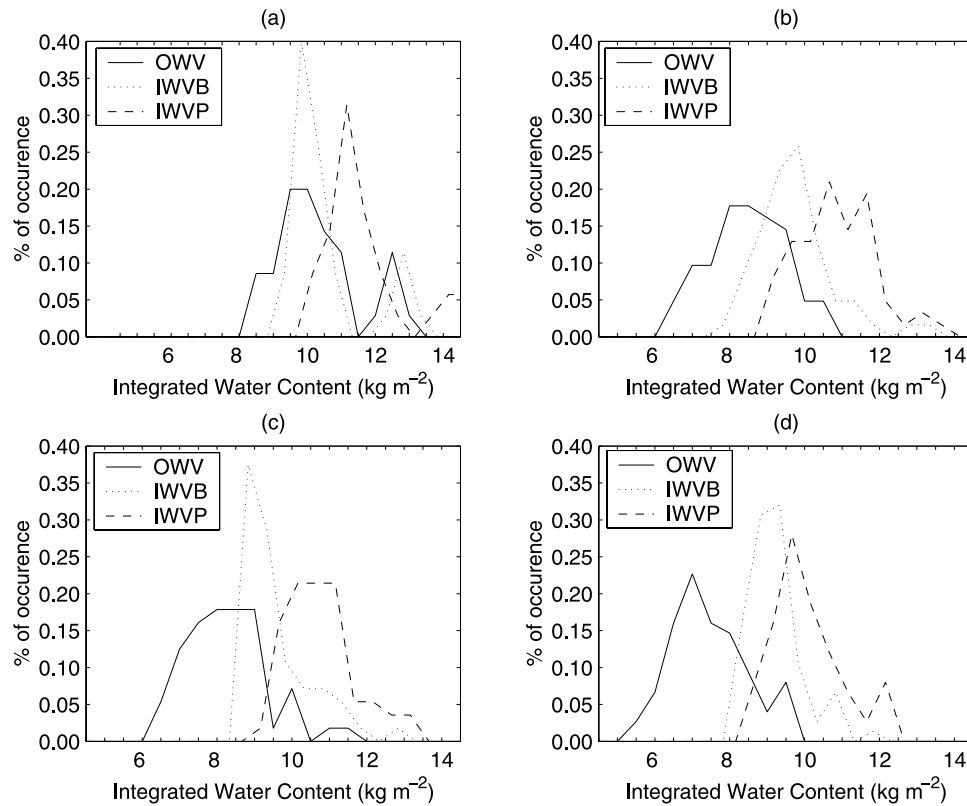 (a)
0.40
0.35
0.30
0.25
0.20
0.15
0.10
0.05
0.00
% of occurence
OWV
IWVB
IWVP
6 8 10 12 14
Integrated Water Content (kg m−2)
(b)
0.40
0.35
0.30
0.25
0.20
0.15
0.10
0.05
0.00
% of occurence
OWV
IWVB
IWVP
6 8 10 12 14
Integrated Water Content (kg m−2)
(c)
0.40
0.35
0.30
0.25
0.20
0.15
0.10
0.05
0.00
% of occurence
OWV
IWVB
IWVP
6 8 10 12 14
Integrated Water Content (kg m−2)
(d)
0.40
0.35
0.30
0.25
0.20
0.15
0.10
0.05
0.00
% of occurence
OWV
IWVB
IWVP
6 8 10 12 14
Integrated Water Content (kg m−2)